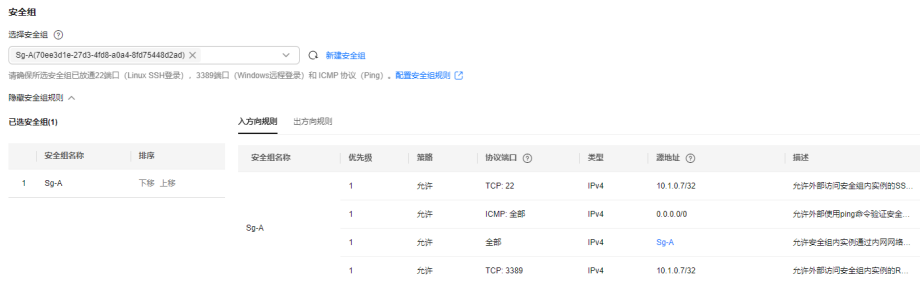 安全组
选择安全组
Sg-A(70ee3d1e-27d3-4fd8-a0a4-8fd75448d2ad)
新建安全组
请确保所选安全组已放通22端口（Linux SSH登录）、3389端口（Windows远程登录）和 ICMP 协议（Ping）。配置安全组规则
隐藏安全组规则
已选安全组(1)
入方向规则 出方向规则
安全组名称 排序
1 Sg-A 下移 上移
安全组名称 优先级 策略 协议端口 类型 源地址 描述
Sg-A
1 允许 TCP: 22 IPv4 10.1.0.7/32 允许外部访问安全组内实例的SS...
1 允许 ICMP: 全部 IPv4 0.0.0.0/0 允许外部使用ping命令验证安全...
1 允许 全部 IPv4 Sg-A 允许安全组内实例通过内网网络...
1 允许 TCP: 3389 IPv4 10.1.0.7/32 允许外部访问安全组内实例的R...